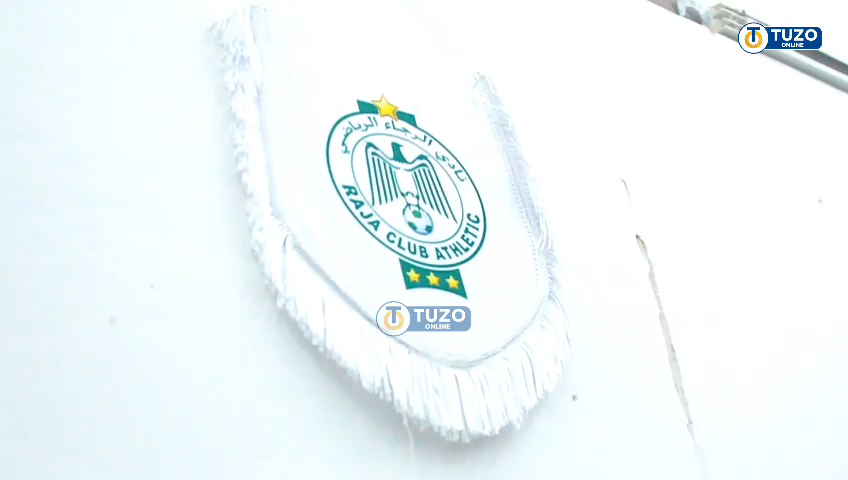 TUZO
ONLINE
نادي الرجاء الرياضي
RAJA CLUB ATHLETIC
TUZO
ONLINE